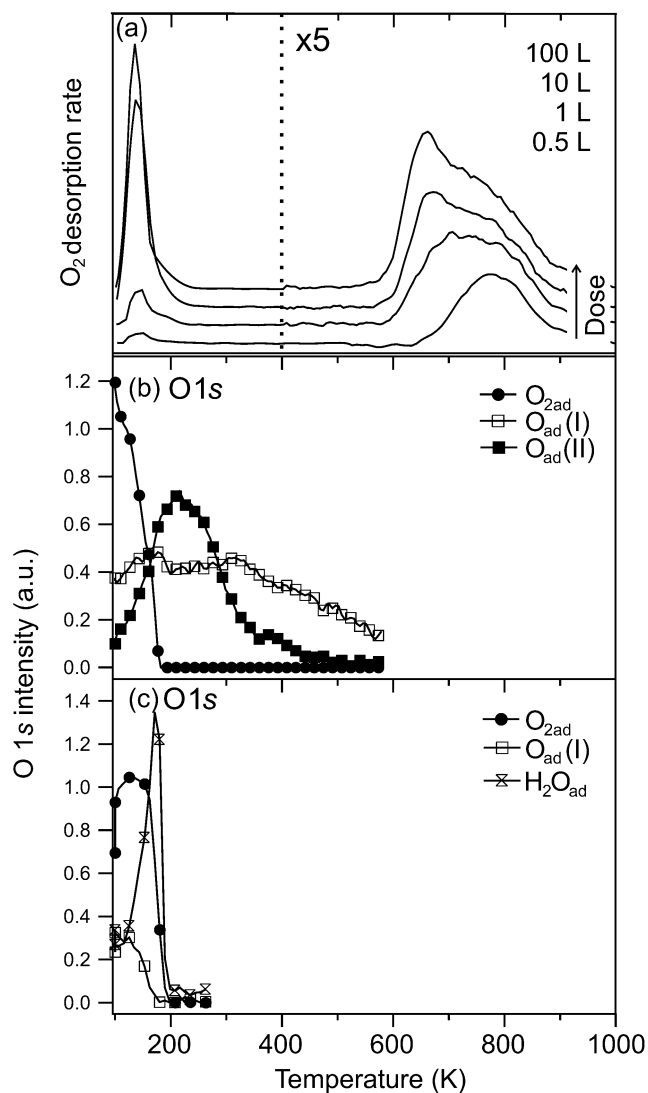 (a)
x5
100 L
10 L
1 L
0.5 L
O2 desorption rate
Dose
(b) O1s
O2ad
Oad(I)
Oad(II)
1.2
1.0
0.8
0.6
0.4
0.2
0.0
O 1s intensity (a.u.)
(c) O1s
O2ad
Oad(I)
H2Oad
1.4
1.2
1.0
0.8
0.6
0.4
0.2
0.0
200 400 600 800 1000
Temperature (K)